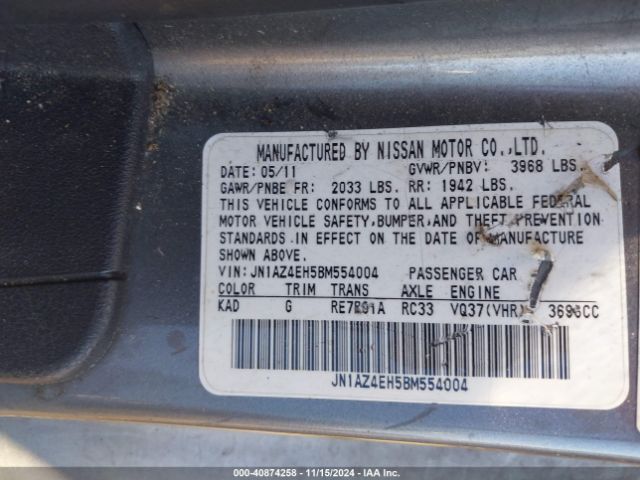 MANUFACTURED BY NISSAN MOTOR CO.,LTD.
DATE: 05/11 GVWR/PNBV: 3968 LBS.
GAWR/PNBE FR: 2033 LBS. RR: 1942 LBS.
THIS VEHICLE CONFORMS TO ALL APPLICABLE FEDERAL
MOTOR VEHICLE SAFETY,BUMPER,AND THEFT PREVENTION
STANDARDS IN EFFECT ON THE DATE OF MANUFACTURE
SHOWN ABOVE.
VIN: JN1AZ4EH5BM554004 PASSENGER CAR
COLOR TRIM TRANS AXLE ENGINE
KAD G RE7R01A RC33 VQ37(VHR) 3696CC
JN1AZ4EH5BM554004
000-40874258 - 11/15/2024 - IAA Inc.